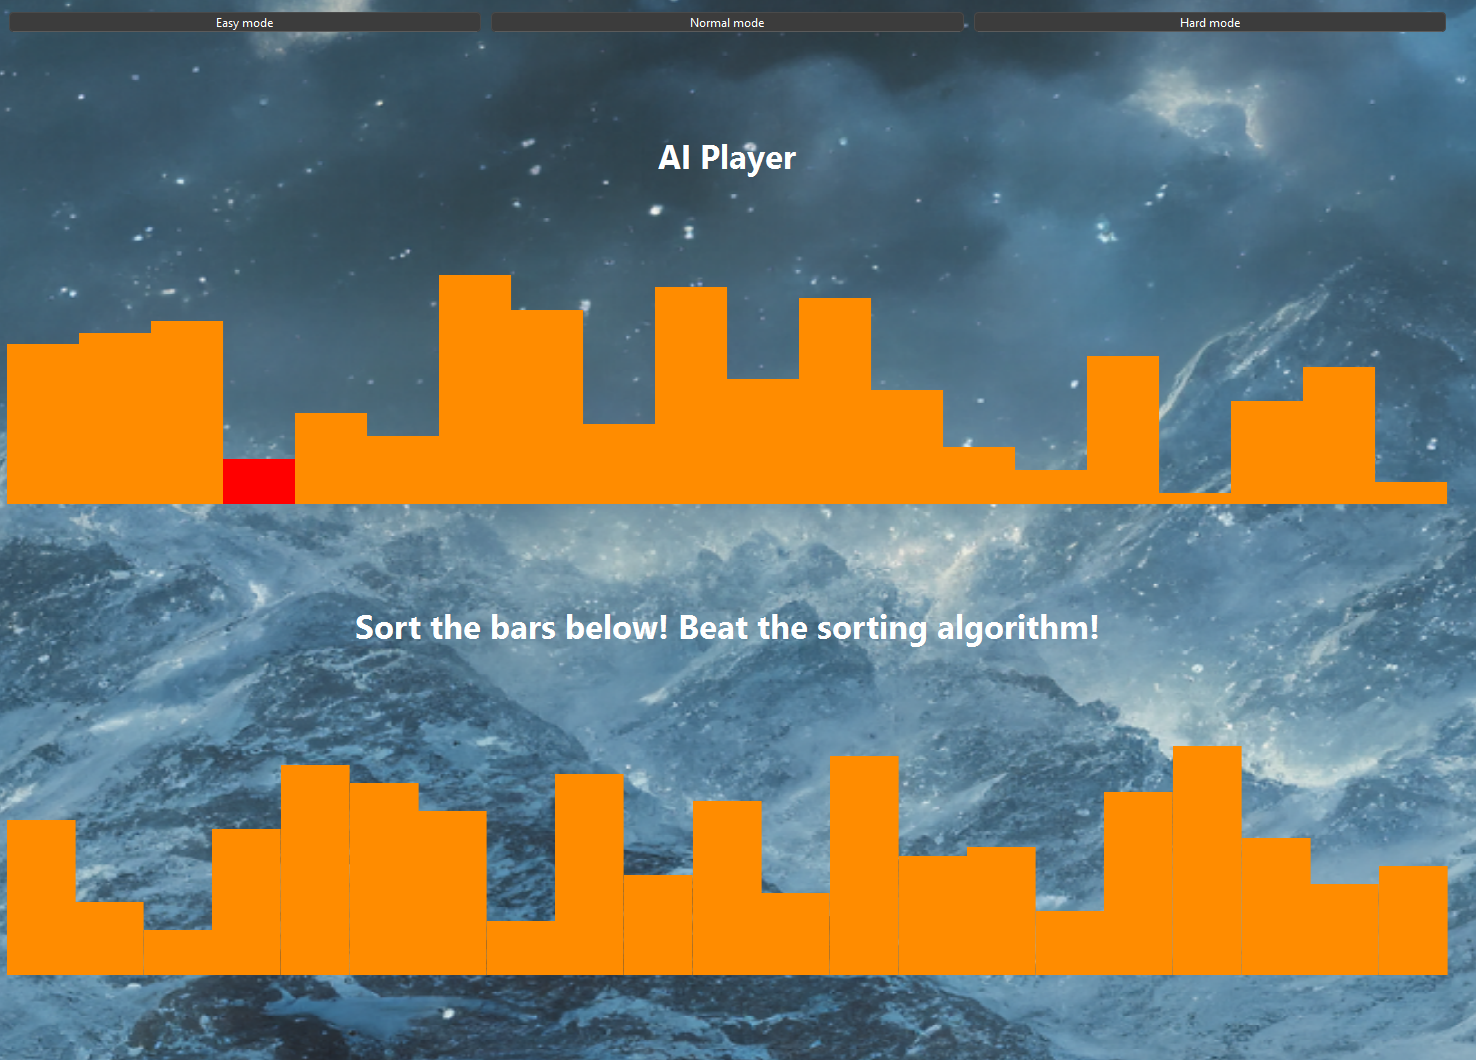 Easy mode
Normal mode
Hard mode
AI Player
Sort the bars below! Beat the sorting algorithm!